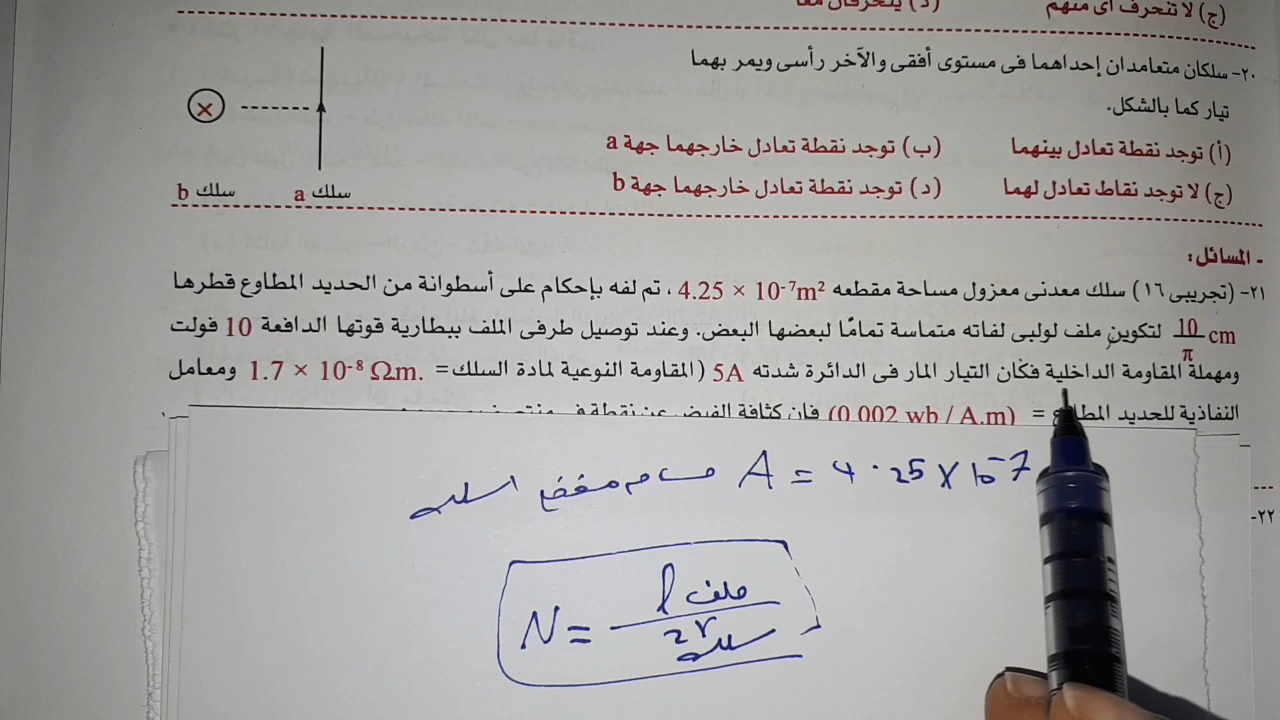 (ج) لا تنحرف أى منهم (د) ينحرفان معا
٢٠- سلكان متعامدان إحداهما فى مستوى أفقى والآخر رأسى ويمر بهما
تيار كما بالشكل.
(أ) توجد نقطة تعادل بينهما (ب) توجد نقطة تعادل خارجهما جهة a
(ج) لا توجد نقاط تعادل لهما (د) توجد نقطة تعادل خارجهما جهة b
سلك a سلك b
- المسائل:
٢١- (تجريبى ١٦) سلك معدنى معزول مساحة مقطعه 4.25 × 10⁻⁷m² ، تم لفه بإحكام على أسطوانة من الحديد المطاوع قطرها
10/π cm لتكوين ملف لولبى لفاته متماسة تمامًا لبعضها البعض، وعند توصيل طرفى الملف ببطارية قوتها الدافعة 10 فولت
ومهملة المقاومة الداخلية فكان التيار المار فى الدائرة شدته 5A (المقاومة النوعية لمادة السلك= 1.7 × 10⁻⁸ Ωm. ومعامل
النفاذية للحديد المطاوع = (0.002 wb / A.m) فإن كثافة الفيض عن نقطة فى منتصف
A = 4.25 × 10⁻⁷ مقطع السلك
N = l ملف / 2r سلك
٢٢-